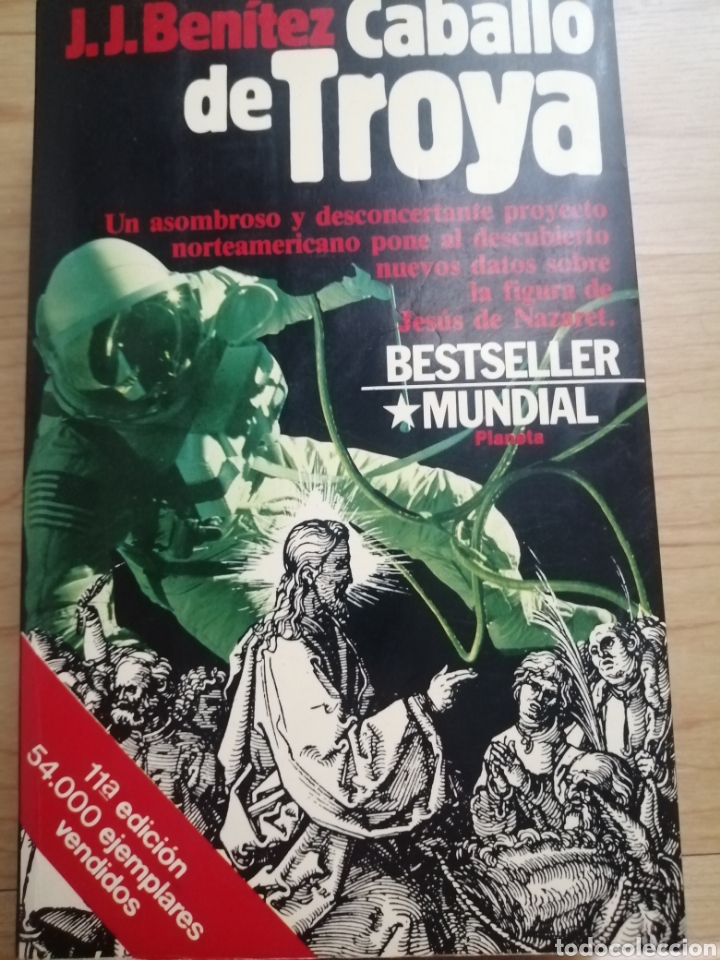 J.J. Benítez Caballo
de Troya
Un asombroso y desconcertante proyecto
norteamericano pone al descubierto
nuevos datos sobre
la figura de
Jesús de Nazaret.
BESTSELLER
★MUNDIAL
Planeta
11ª edición
54.000 ejemplares
vendidos
todocoleccion